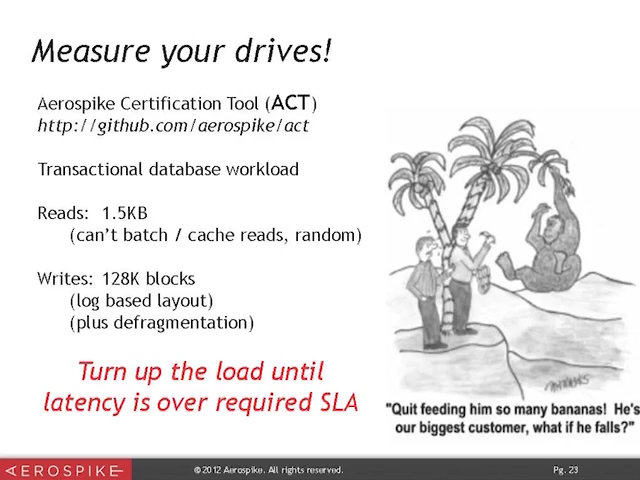 Measure your drives!
Aerospike Certification Tool (ACT)
http://github.com/aerospike/act
Transactional database workload
Reads: 1.5KB
(can’t batch / cache reads, random)
Writes: 128K blocks
(log based layout)
(plus defragmentation)
Turn up the load until
latency is over required SLA
"Quit feeding him so many bananas! He's
our biggest customer, what if he falls?"
AEROSPIKE
©2012 Aerospike. All rights reserved.
Pg. 23